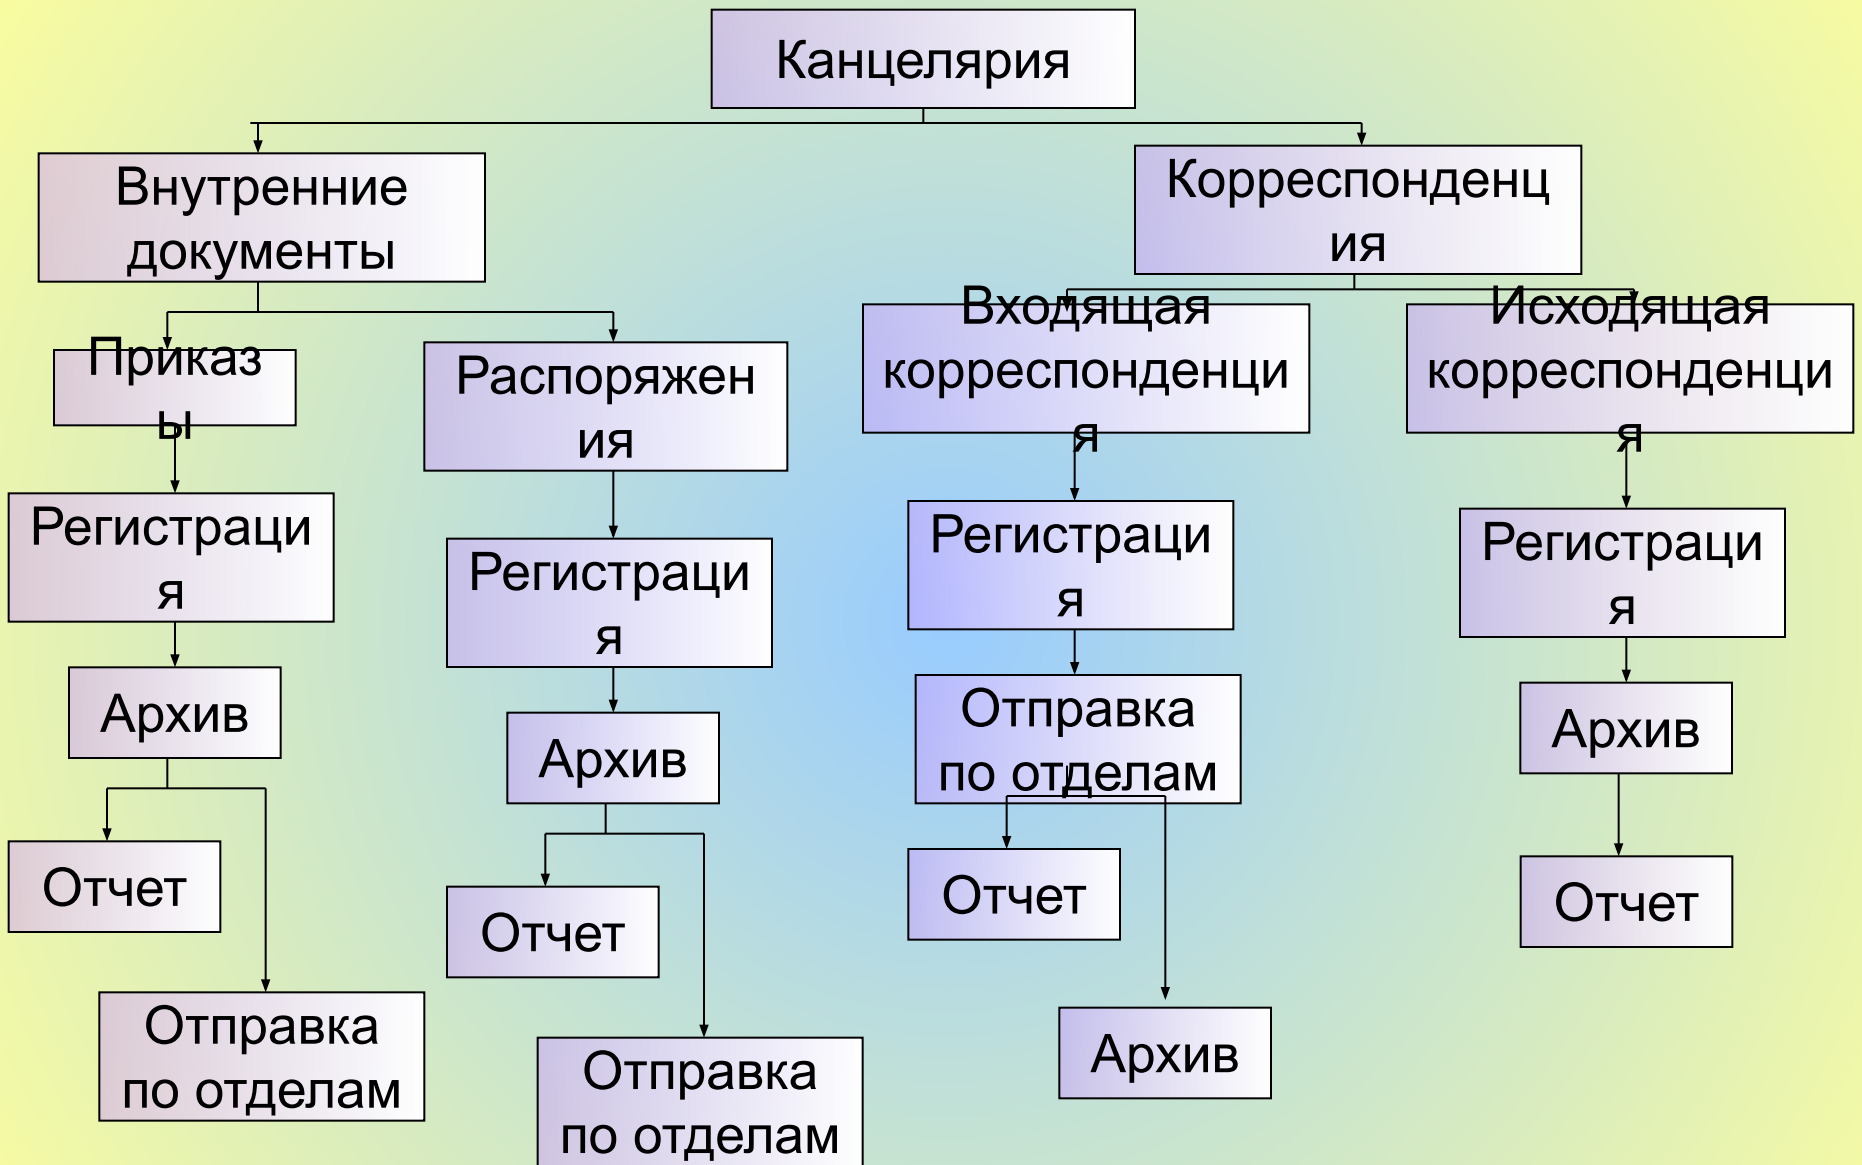 Канцелярия
Внутренние
документы
Корреспонденц
ия
Приказ
ы
Распоряжен
ия
Входящая
корреспонденци
я
Исходящая
корреспонденци
я
Регистраци
я
Регистраци
я
Регистраци
я
Регистраци
я
Архив
Архив
Отправка
по отделам
Архив
Отчет
Отчет
Отчет
Отчет
Отправка
по отделам
Отправка
по отделам
Архив